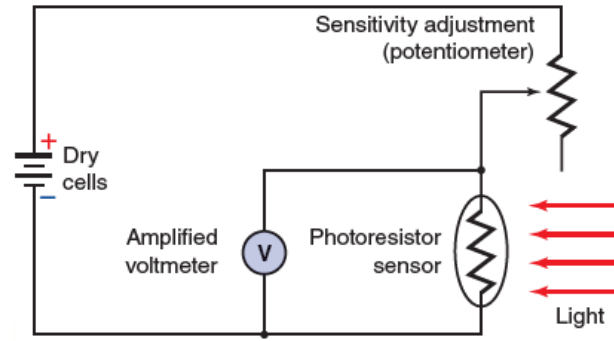 Sensitivity adjustment
(potentiometer)
+
Dry
cells
−
Amplified
voltmeter
V
Photoresistor
sensor
Light